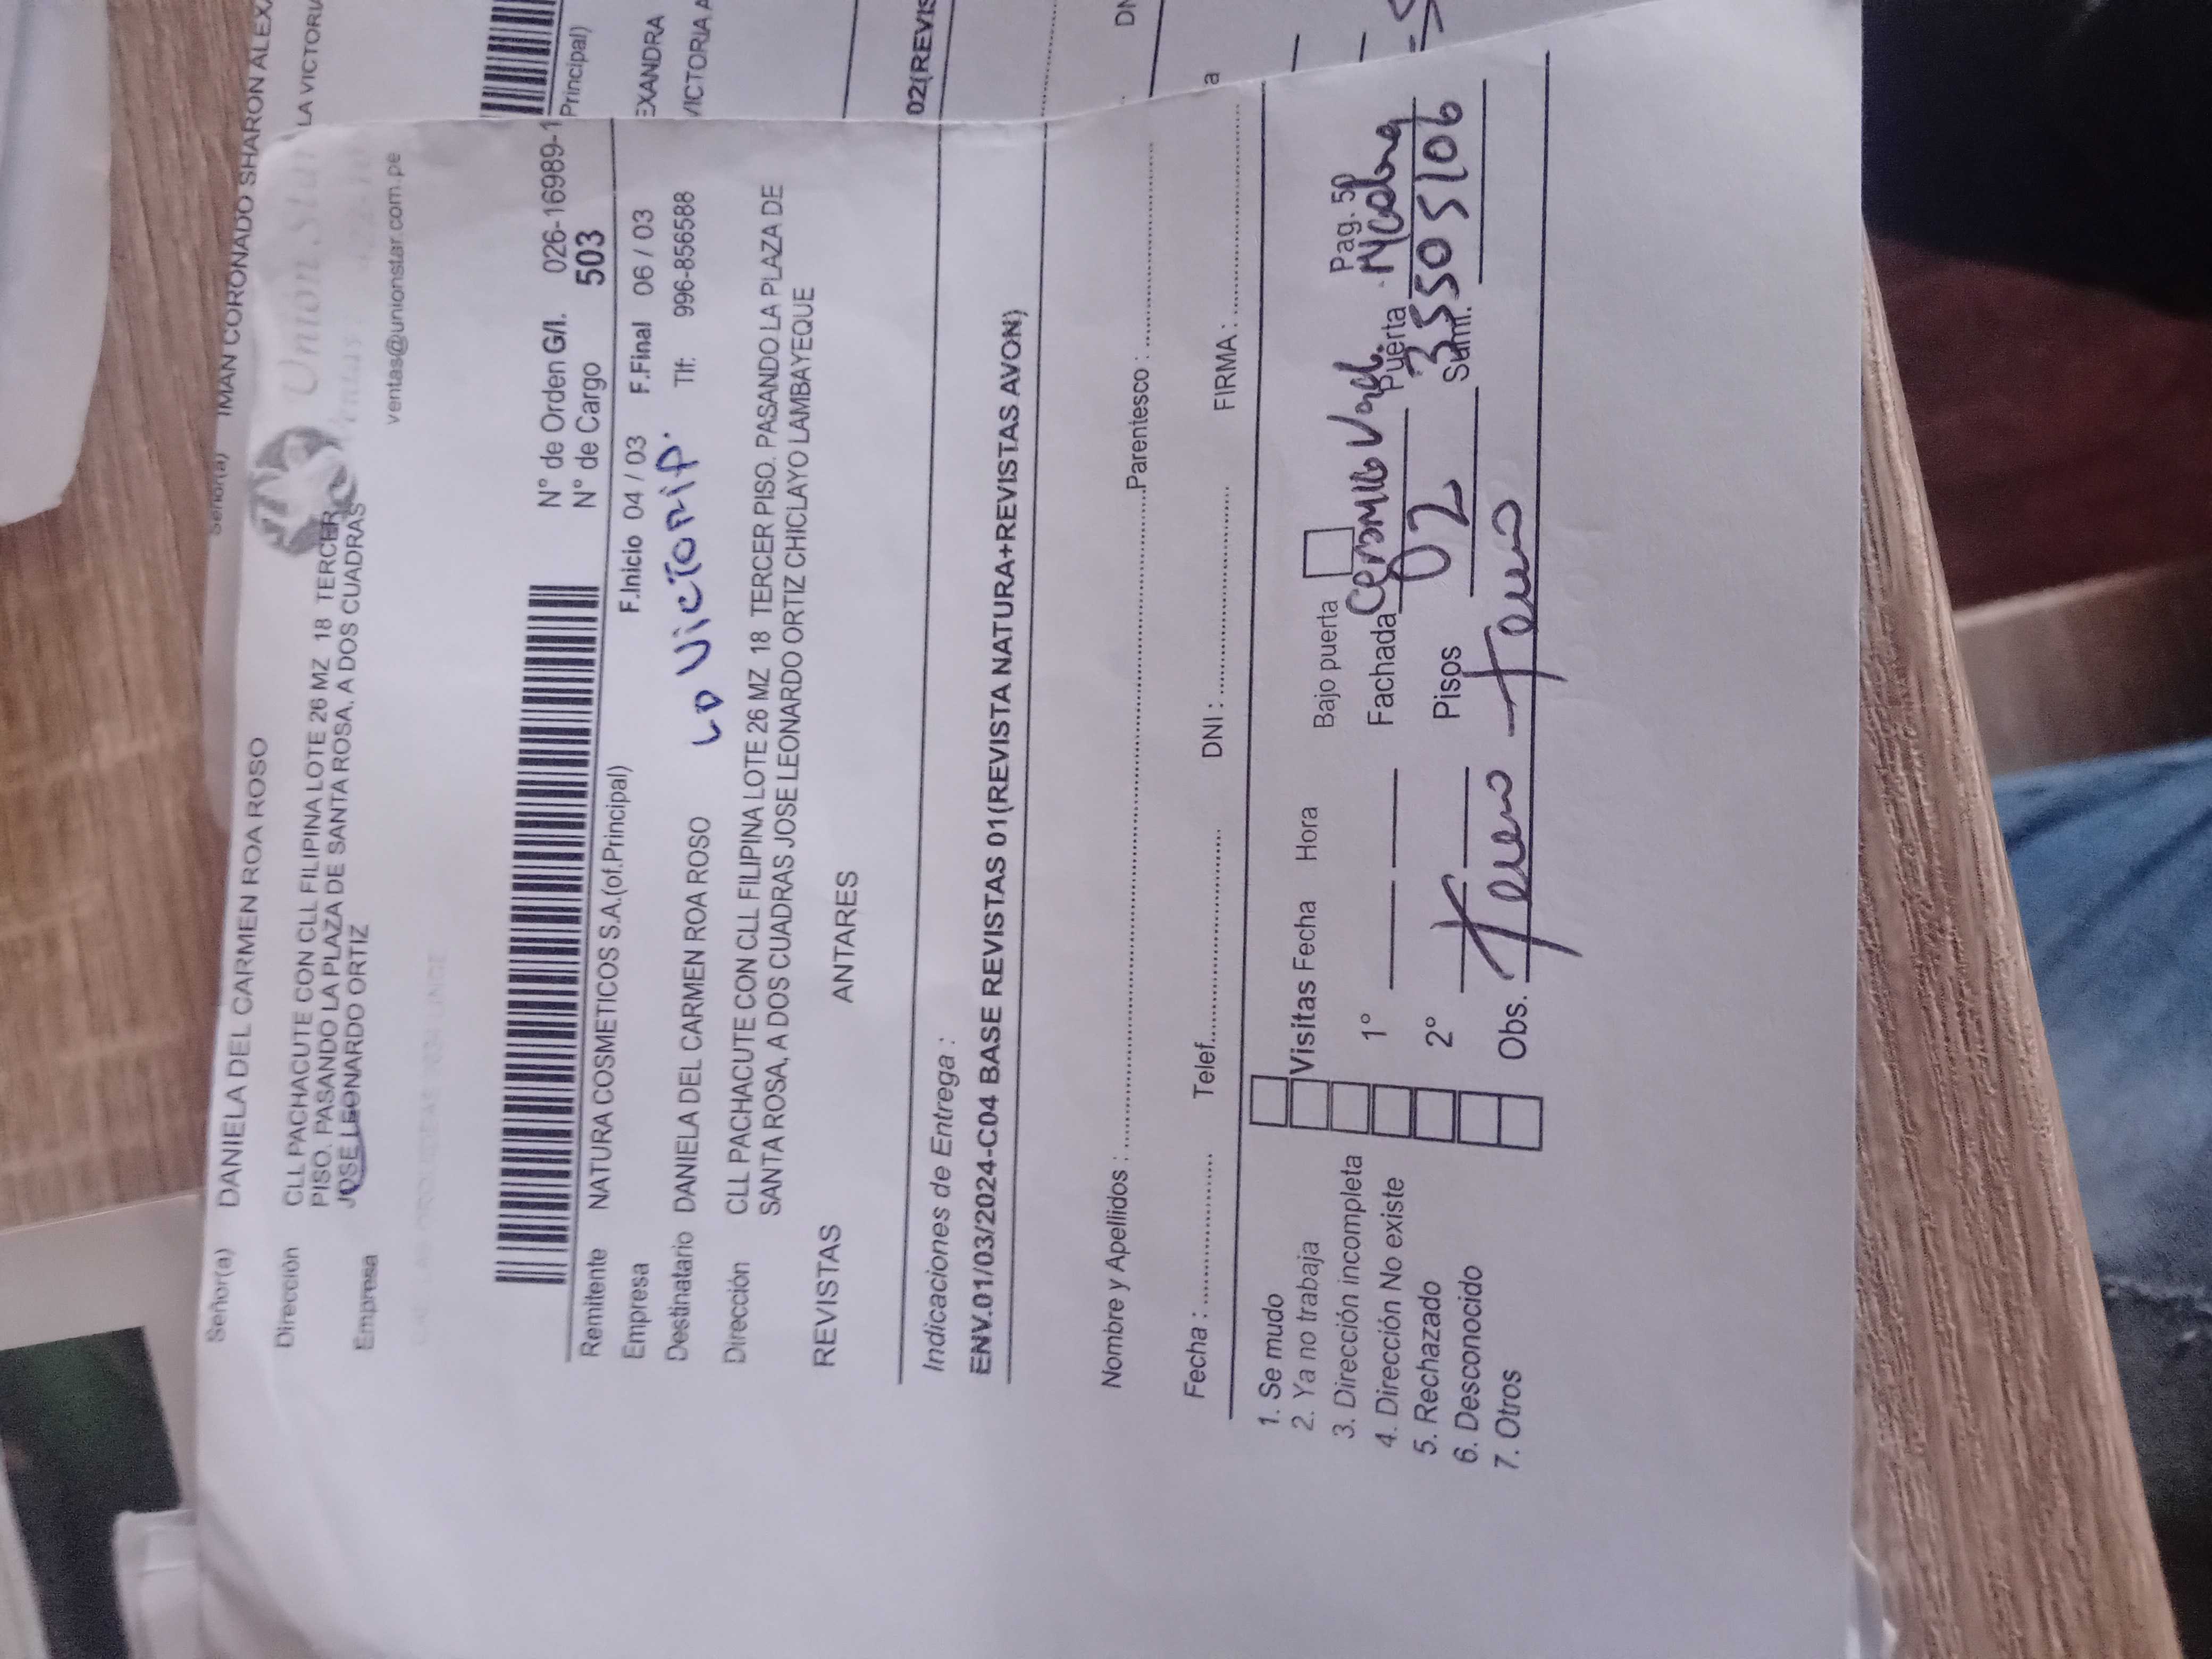 Señor(a) DANIELA DEL CARMEN ROA ROSO
Dirección CLL PACHACUTE CON CLL FILIPINA LOTE 26 MZ 18 TERCER
PISO. PASANDO LA PLAZA DE SANTA ROSA, A DOS CUADRAS
JOSE LEONARDO ORTIZ
Empresa
Union Star
ventas@unionstar.com.pe
Señor(a) IMAN CORONADO SHARON ALEXA
LA VICTORIA
N° de Orden G/I. 026-16989-1
N° de Cargo 503
Principal)
Remitente NATURA COSMETICOS S.A.(of.Principal)
Empresa F.Inicio 04 / 03 F.Final 06 / 03
EXANDRA
Destinatario DANIELA DEL CARMEN ROA ROSO Tlf: 996-856588
VICTORIA A
Dirección CLL PACHACUTE CON CLL FILIPINA LOTE 26 MZ 18 TERCER PISO. PASANDO LA PLAZA DE
SANTA ROSA, A DOS CUADRAS JOSE LEONARDO ORTIZ CHICLAYO LAMBAYEQUE
REVISTAS ANTARES
02(REVIS
Indicaciones de Entrega :
ENV.01/03/2024-C04 BASE REVISTAS 01(REVISTA NATURA+REVISTAS AVON)
Nombre y Apellidos : Parentesco :
Fecha : Telef. DNI : FIRMA :
1. Se mudo
2. Ya no trabaja Visitas Fecha Hora Bajo puerta Pag. 50
3. Dirección incompleta 1° Fachada Puerta
4. Dirección No existe
5. Rechazado 2° Pisos 02 Sumi. 3505106
6. Desconocido
7. Otros Obs.